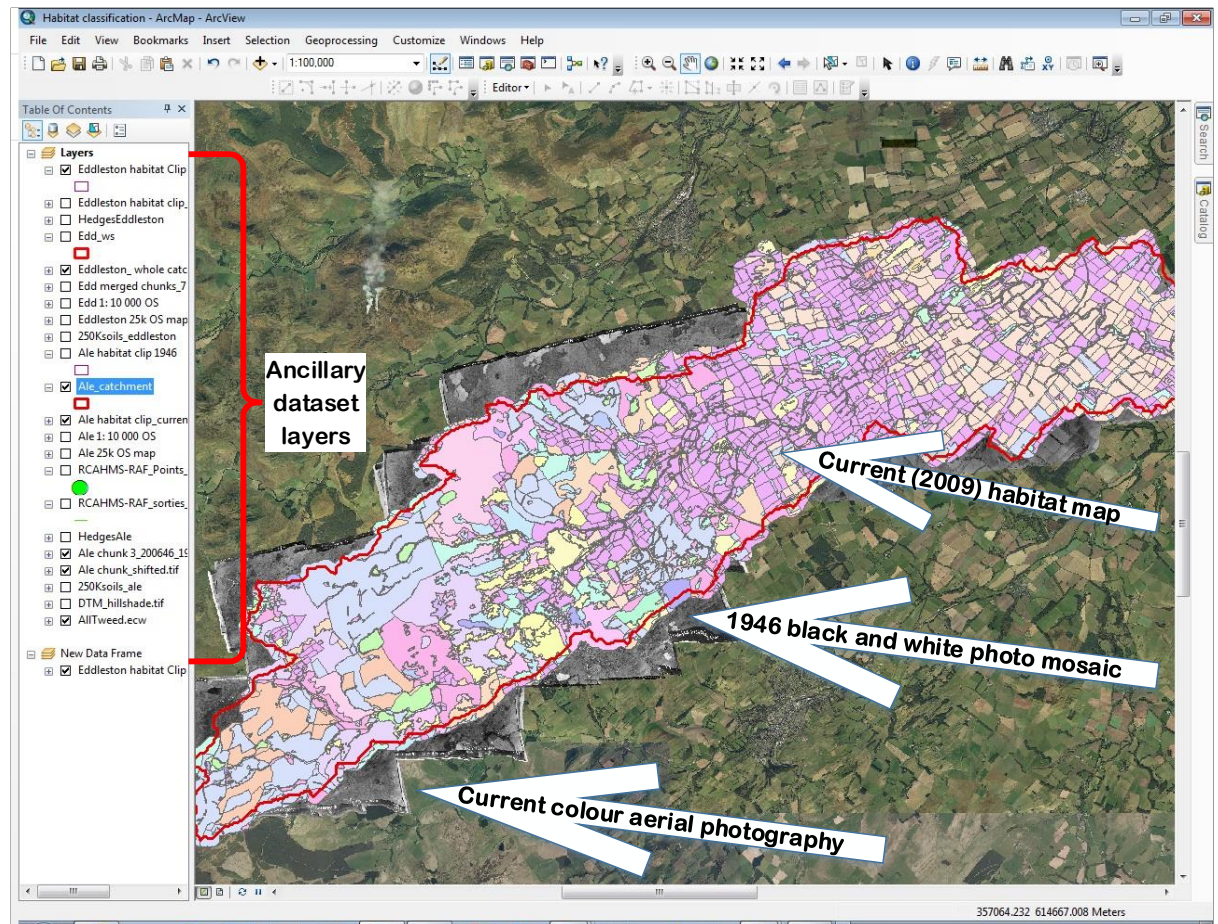 Habitat classification - ArcMap - ArcView
File Edit View Bookmarks Insert Selection Geoprocessing Customize Windows Help
1:100,000
Editor
Table Of Contents
Layers
Eddleston habitat Clip
Eddleston habitat clip_
HedgesEddleston
Edd_ws
Eddleston_ whole catc
Edd merged chunks_7
Edd 1: 10 000 OS
Eddleston 25k OS map
250Ksoils_eddleston
Ale habitat clip 1946
Ale_catchment
Ale habitat clip_curren
Ale 1: 10 000 OS
Ale 25k OS map
RCAHMS-RAF_Points_
RCAHMS-RAF_sorties_
HedgesAle
Ale chunk 3_200646_19
Ale chunk_shifted.tif
250Ksoils_ale
DTM_hillshade.tif
AllTweed.ecw
New Data Frame
Eddleston habitat Clip
Ancillary
dataset
layers
Current (2009) habitat map
1946 black and white photo mosaic
Current colour aerial photography
Search
Catalog
357064.232 614667.008 Meters